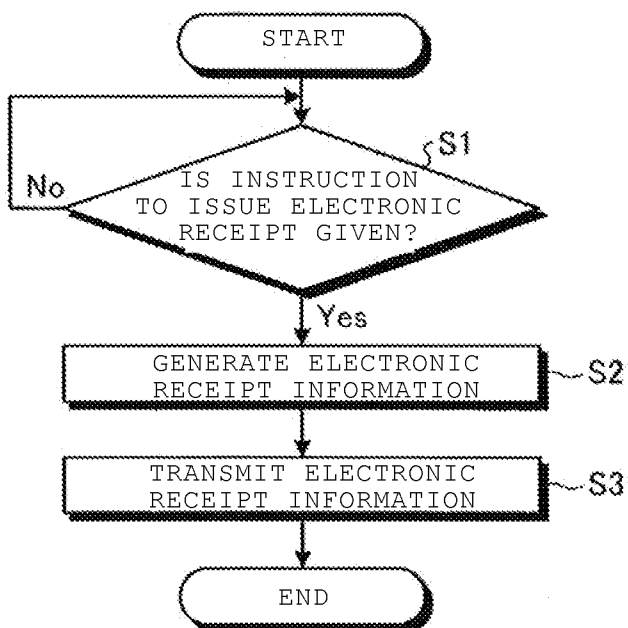 START
S1
No
IS INSTRUCTION
TO ISSUE ELECTRONIC
RECEIPT GIVEN?
Yes
GENERATE ELECTRONIC
RECEIPT INFORMATION
S2
TRANSMIT ELECTRONIC
RECEIPT INFORMATION
S3
END